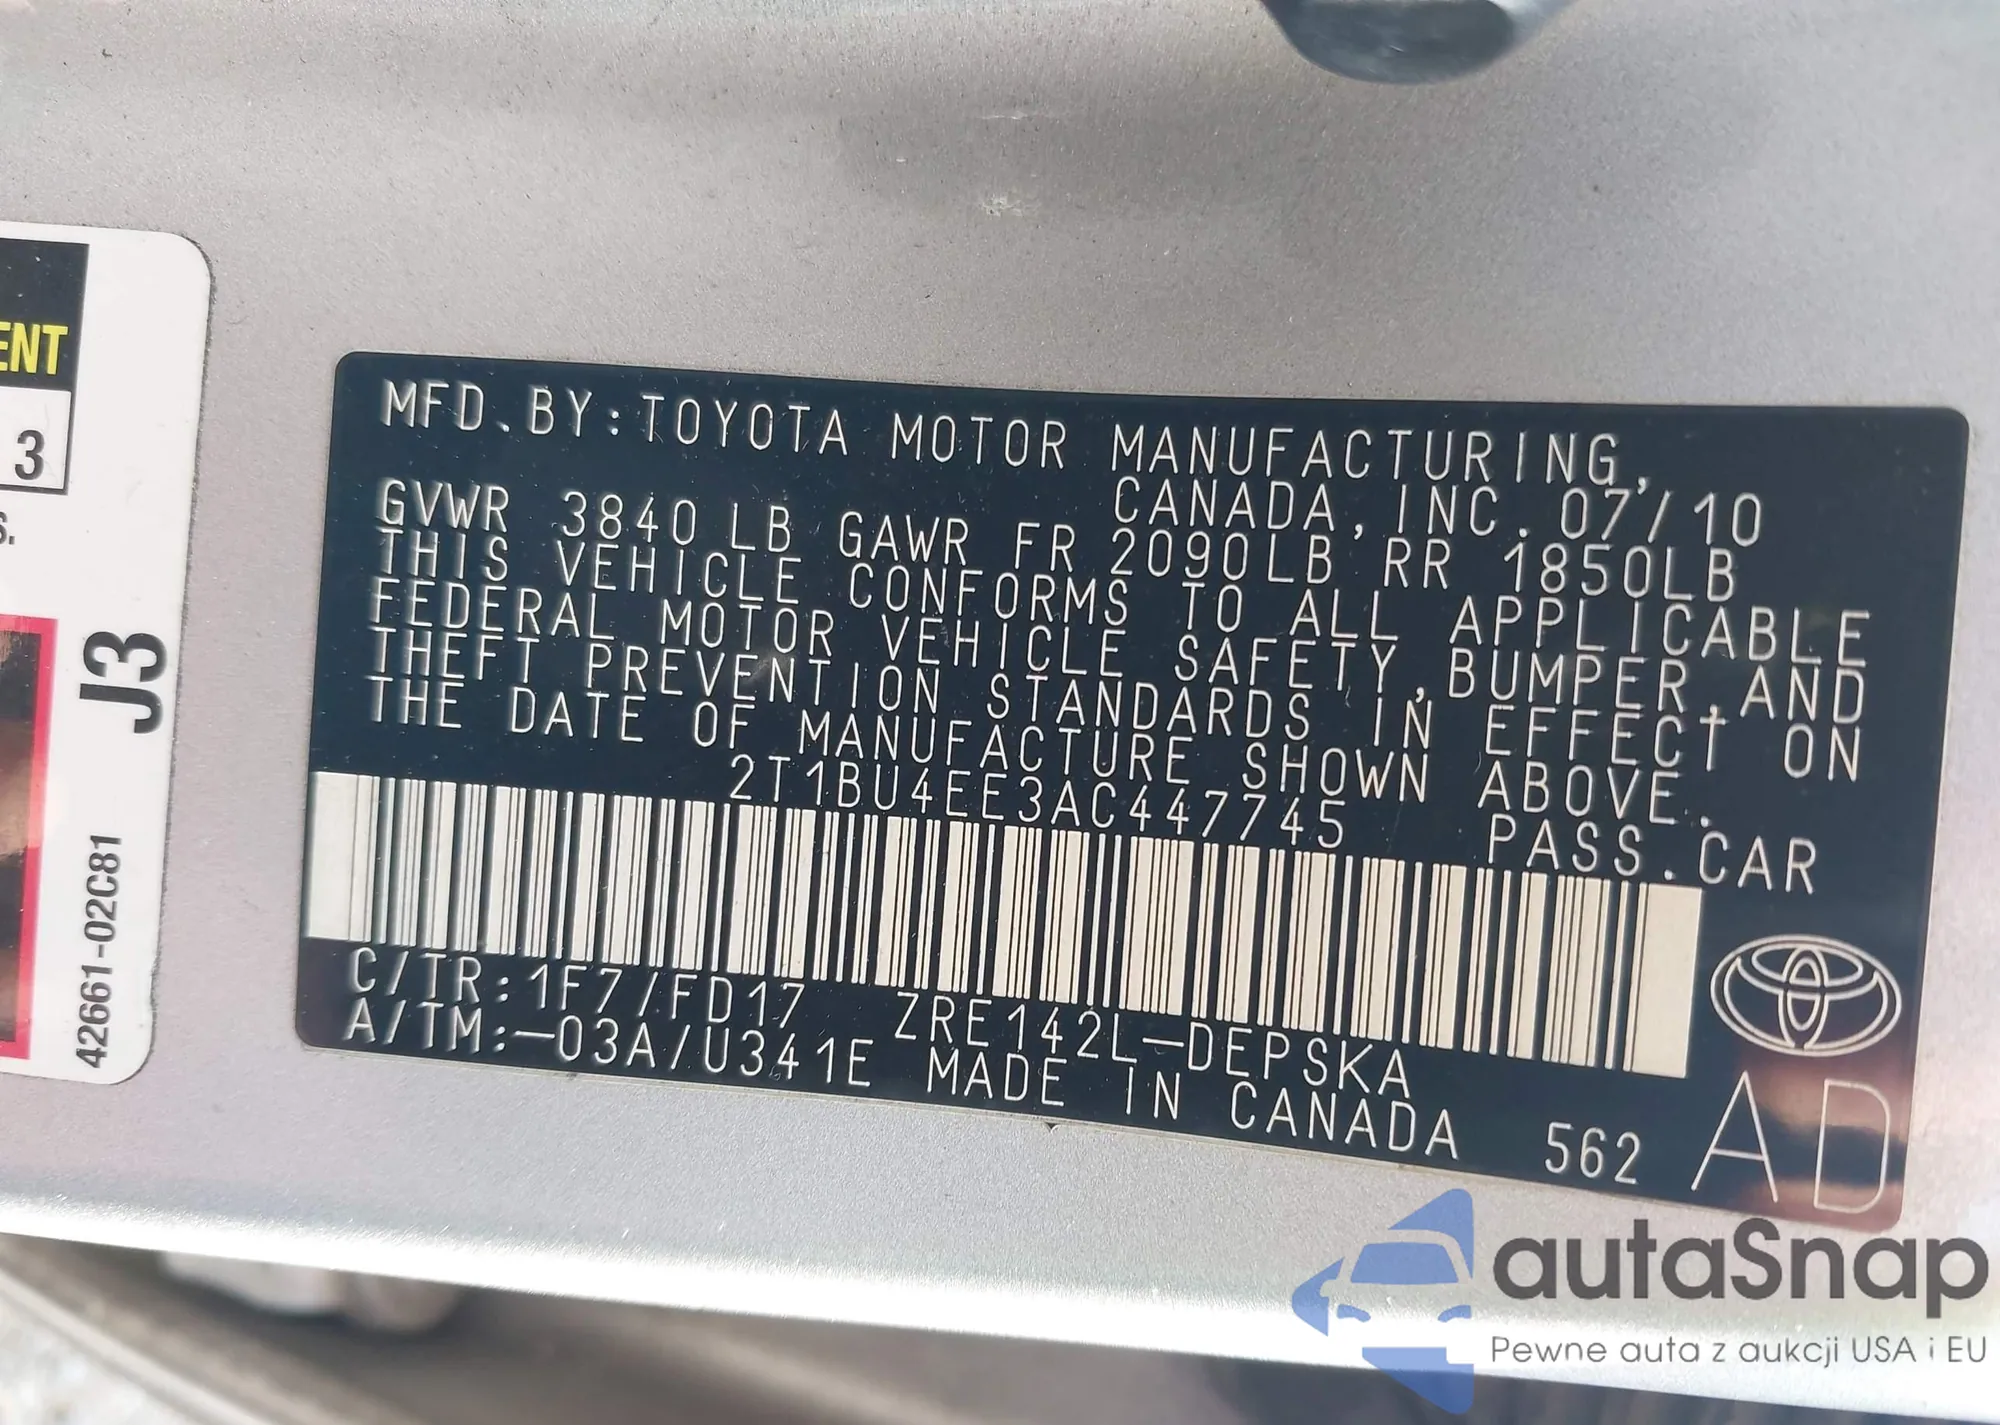 ENT
3
S.
J3
42661-02C81
MFD.BY:TOYOTA MOTOR MANUFACTURING,
CANADA,INC.07/10
GVWR 3840LB GAWR FR 2090LB RR 1850LB
THIS VEHICLE CONFORMS TO ALL APPLICABLE
FEDERAL MOTOR VEHICLE SAFETY,BUMPER,AND
THEFT PREVENTION STANDARDS IN EFFECT ON
THE DATE OF MANUFACTURE SHOWN ABOVE.
2T1BU4EE3AC447745 PASS.CAR
C/TR:1F7/FD17 ZRE142L-DEPSKA
A/TM:-03A/U341E MADE IN CANADA 562
AD
autaSnap
Pewne auta z aukcji USA i EU